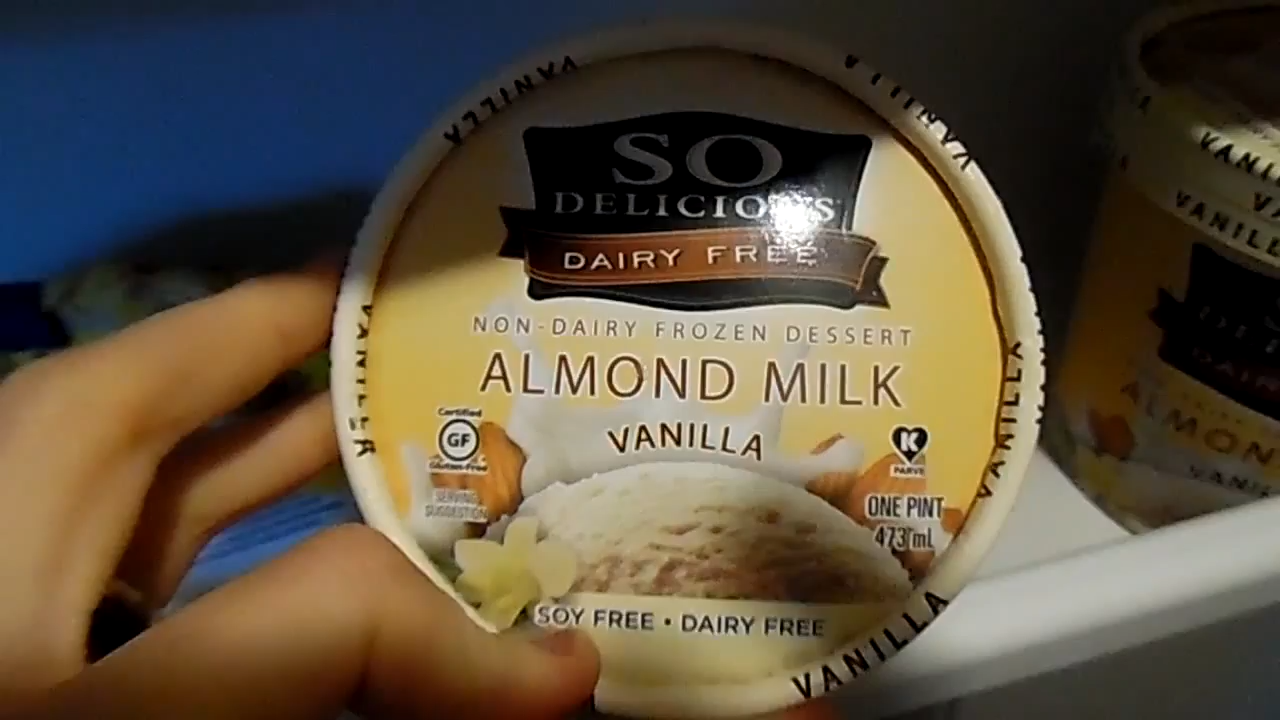 VANILLA
VANILLA
SO
DELICIOUS
DAIRY FREE
NON-DAIRY FROZEN DESSERT
ALMOND MILK
VANILLA
Certified
GF
Gluten-Free
K
PARVE
SERVING
SUGGESTION
ONE PINT
473 mL
SOY FREE • DAIRY FREE
VANILLA
VANILLA
VANILLA